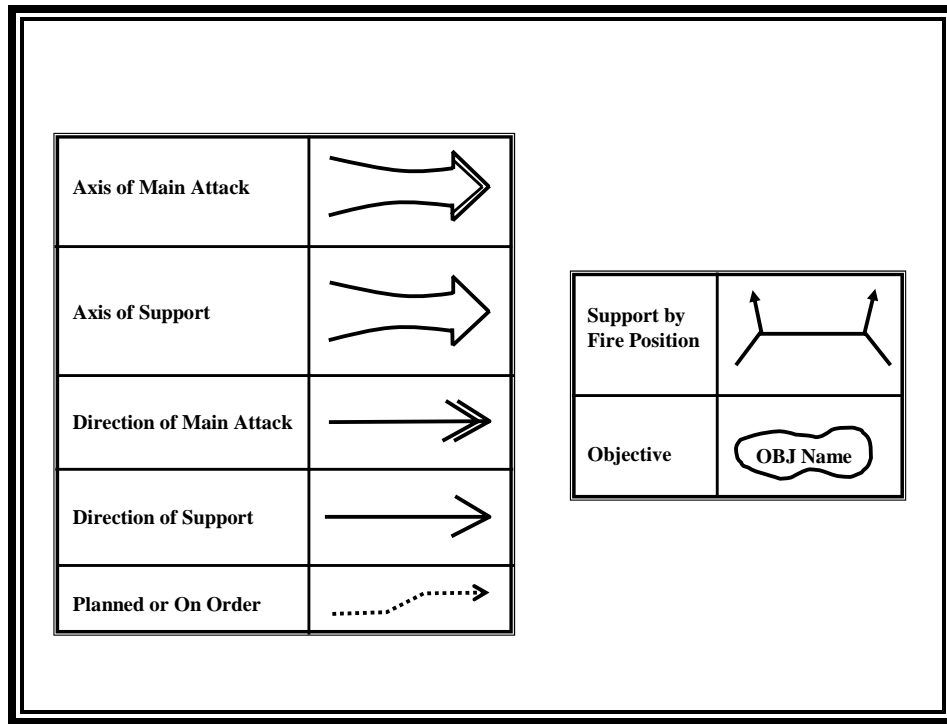 Axis of Main Attack
Axis of Support
Direction of Main Attack
Direction of Support
Planned or On Order
Support by
Fire Position
Objective
OBJ Name